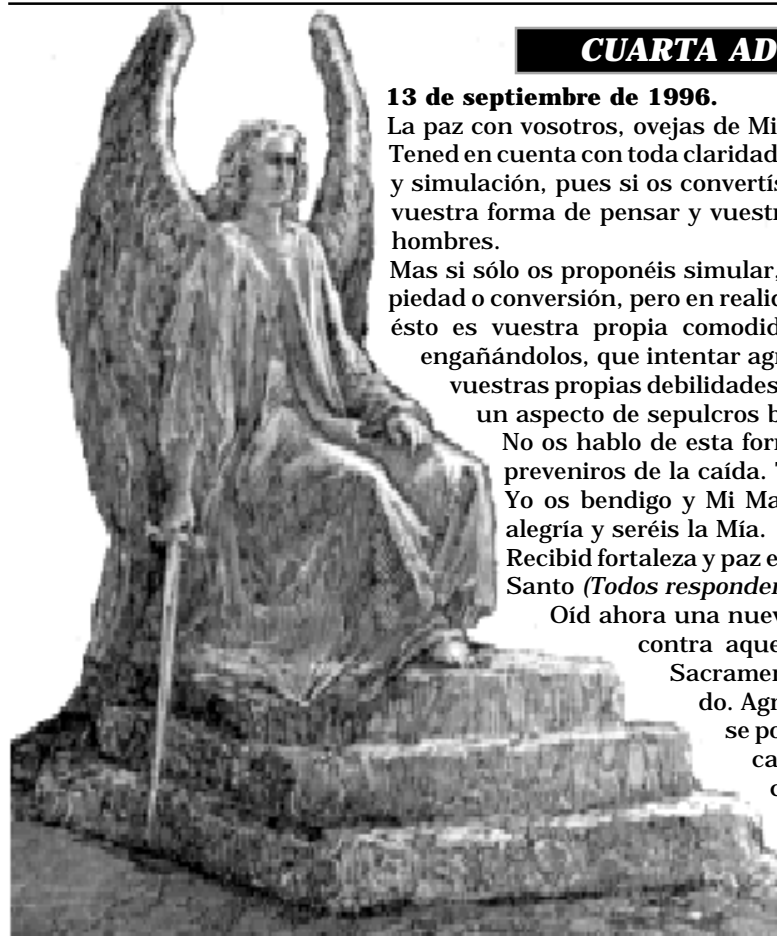 CUARTA AD
13 de septiembre de 1996.
La paz con vosotros, ovejas de Mi
Tened en cuenta con toda claridad
y simulación, pues si os convertís
vuestra forma de pensar y vuestr
hombres.
Mas si sólo os proponéis simular,
piedad o conversión, pero en realid
ésto es vuestra propia comodid
engañándolos, que intentar agr
vuestras propias debilidades
un aspecto de sepulcros b
No os hablo de esta forr
preveniros de la caída. T
Yo os bendigo y Mi Ma
alegría y seréis la Mía.
Recibid fortaleza y paz e
Santo (Todos responder
Oíd ahora una nuev
contra aque
Sacramer
do. Agr
se po
ca
c